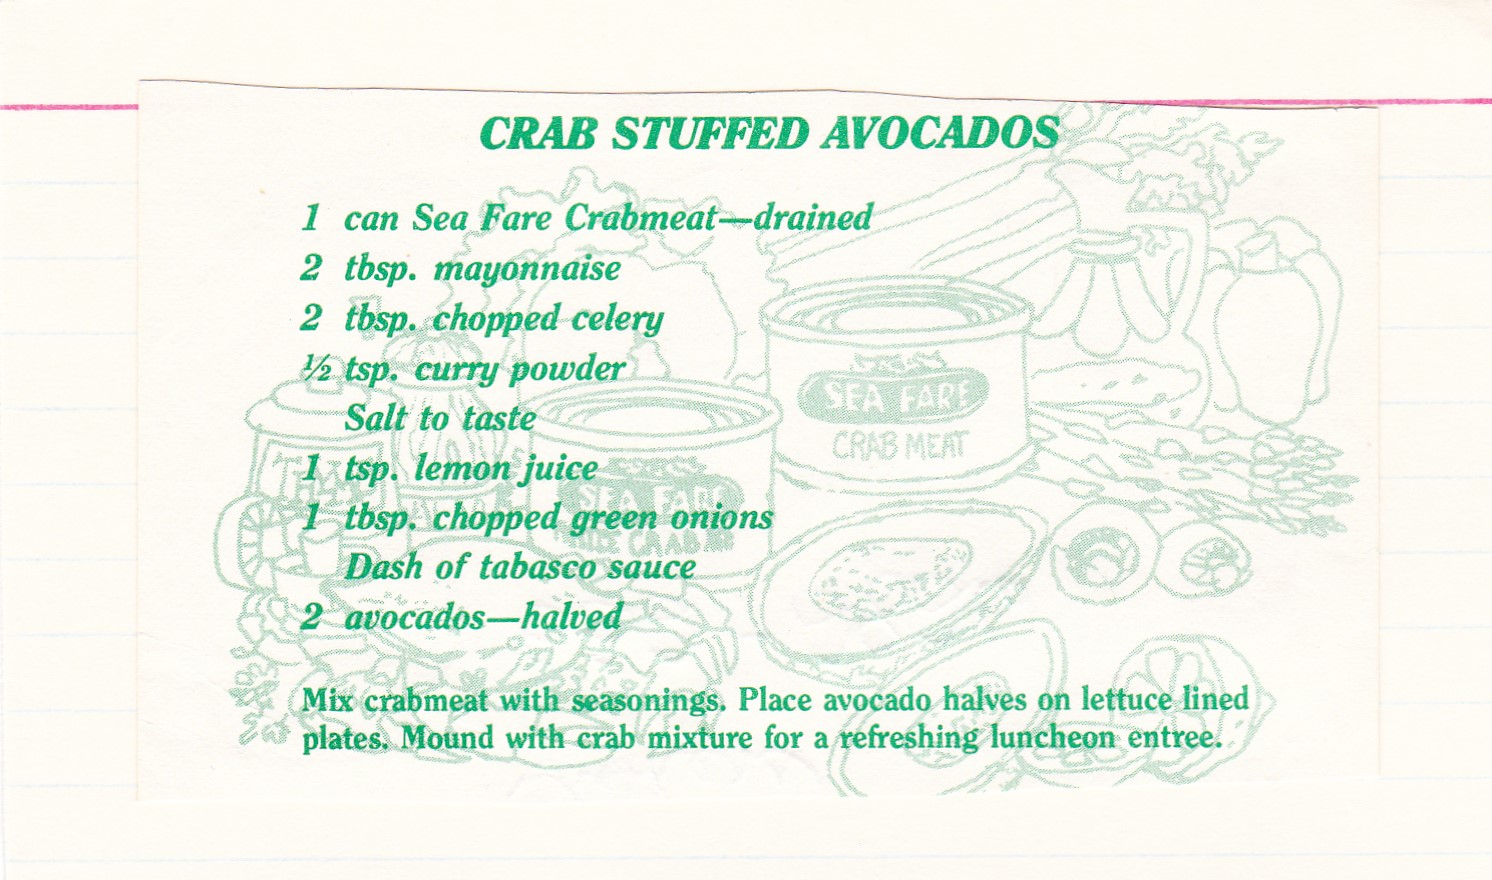 CRAB STUFFED AVOCADOS
1 can Sea Fare Crabmeat—drained
2 tbsp. mayonnaise
2 tbsp. chopped celery
½ tsp. curry powder
Salt to taste
1 tsp. lemon juice
1 tbsp. chopped green onions
Dash of tabasco sauce
2 avocados—halved
Mix crabmeat with seasonings. Place avocado halves on lettuce lined
plates. Mound with crab mixture for a refreshing luncheon entree.
SEA FARE
CRAB MEAT
SEA FARE
CRAB